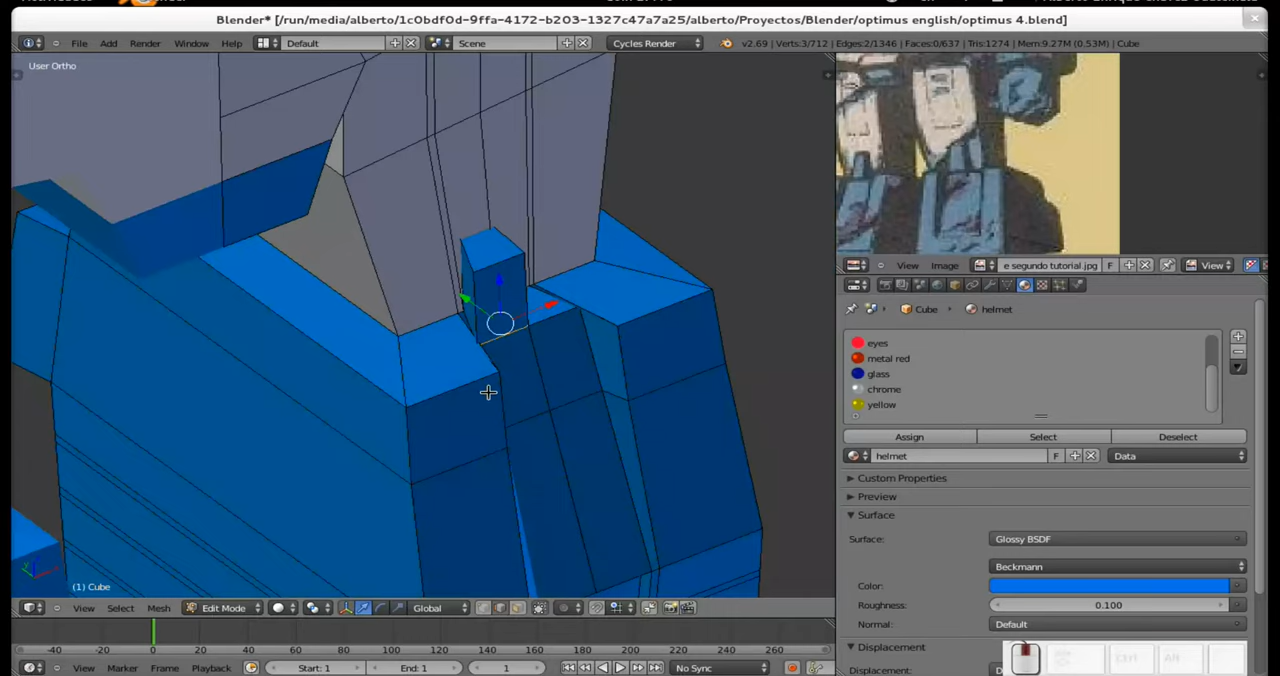 Blender* [/run/media/alberto/1c0bdf0d-9ffa-4172-b203-1327c47a7a25/alberto/Proyectos/Blender/optimus english/optimus 4.blend]
File Add Render Window Help Default Scene Cycles Render v2.69 | Verts:3/712 | Edges:2/1346 | Faces:0/637 | Tris:1274 | Mem:9.27M (0.53M) | Cube
User Ortho
View Image e segundo tutorial.jpg F View
Cube helmet
eyes
metal red
glass
chrome
yellow
Assign Select Deselect
helmet F Data
Custom Properties
Preview
Surface
Surface: Glossy BSDF
Beckmann
Color:
Roughness: 0.100
Normal: Default
Displacement
Displacement:
(1) Cube
View Select Mesh Edit Mode Global
-40 -20 0 20 40 60 80 100 120 140 160 180 200 220 240 260
View Marker Frame Playback Start: 1 End: 1 1 No Sync